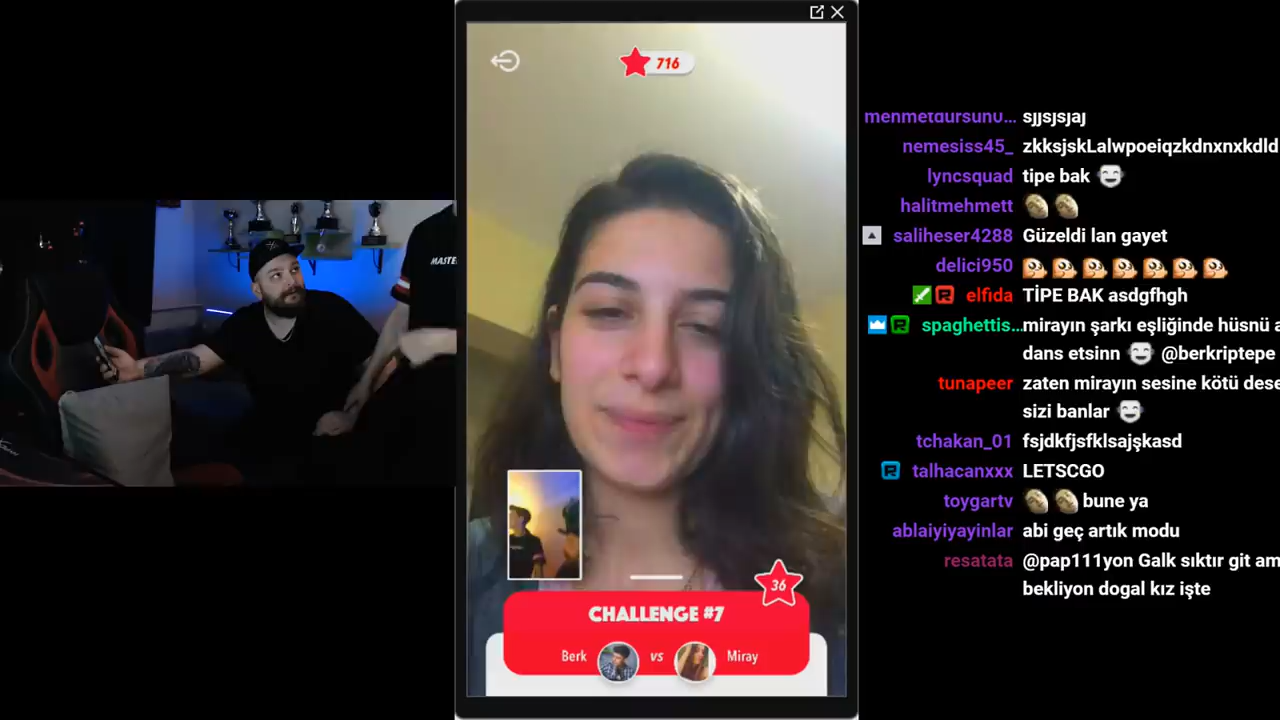 716
MASTE
CHALLENGE #7
36
Berk vs Miray
menmetdursun0... sjjsjsjaj
nemesiss45_ zkksjskLalwpoeiqzkdnxnxkdld
lyncsquad tipe bak
halitmehmett
saliheser4288 Güzeldi lan gayet
delici950
elfida TİPE BAK asdgfhgh
spaghettis... mirayın şarkı eşliğinde hüsnü a
dans etsinn @berkriptepe
tunapeer zaten mirayın sesine kötü dese
sizi banlar
tchakan_01 fsjdkfjsfklsajşkasd
talhacanxxx LETSCGO
toygartv bune ya
ablaiyiyayinlar abi geç artık modu
resatata @pap111yon Galk sıktır git am
bekliyon dogal kız işte